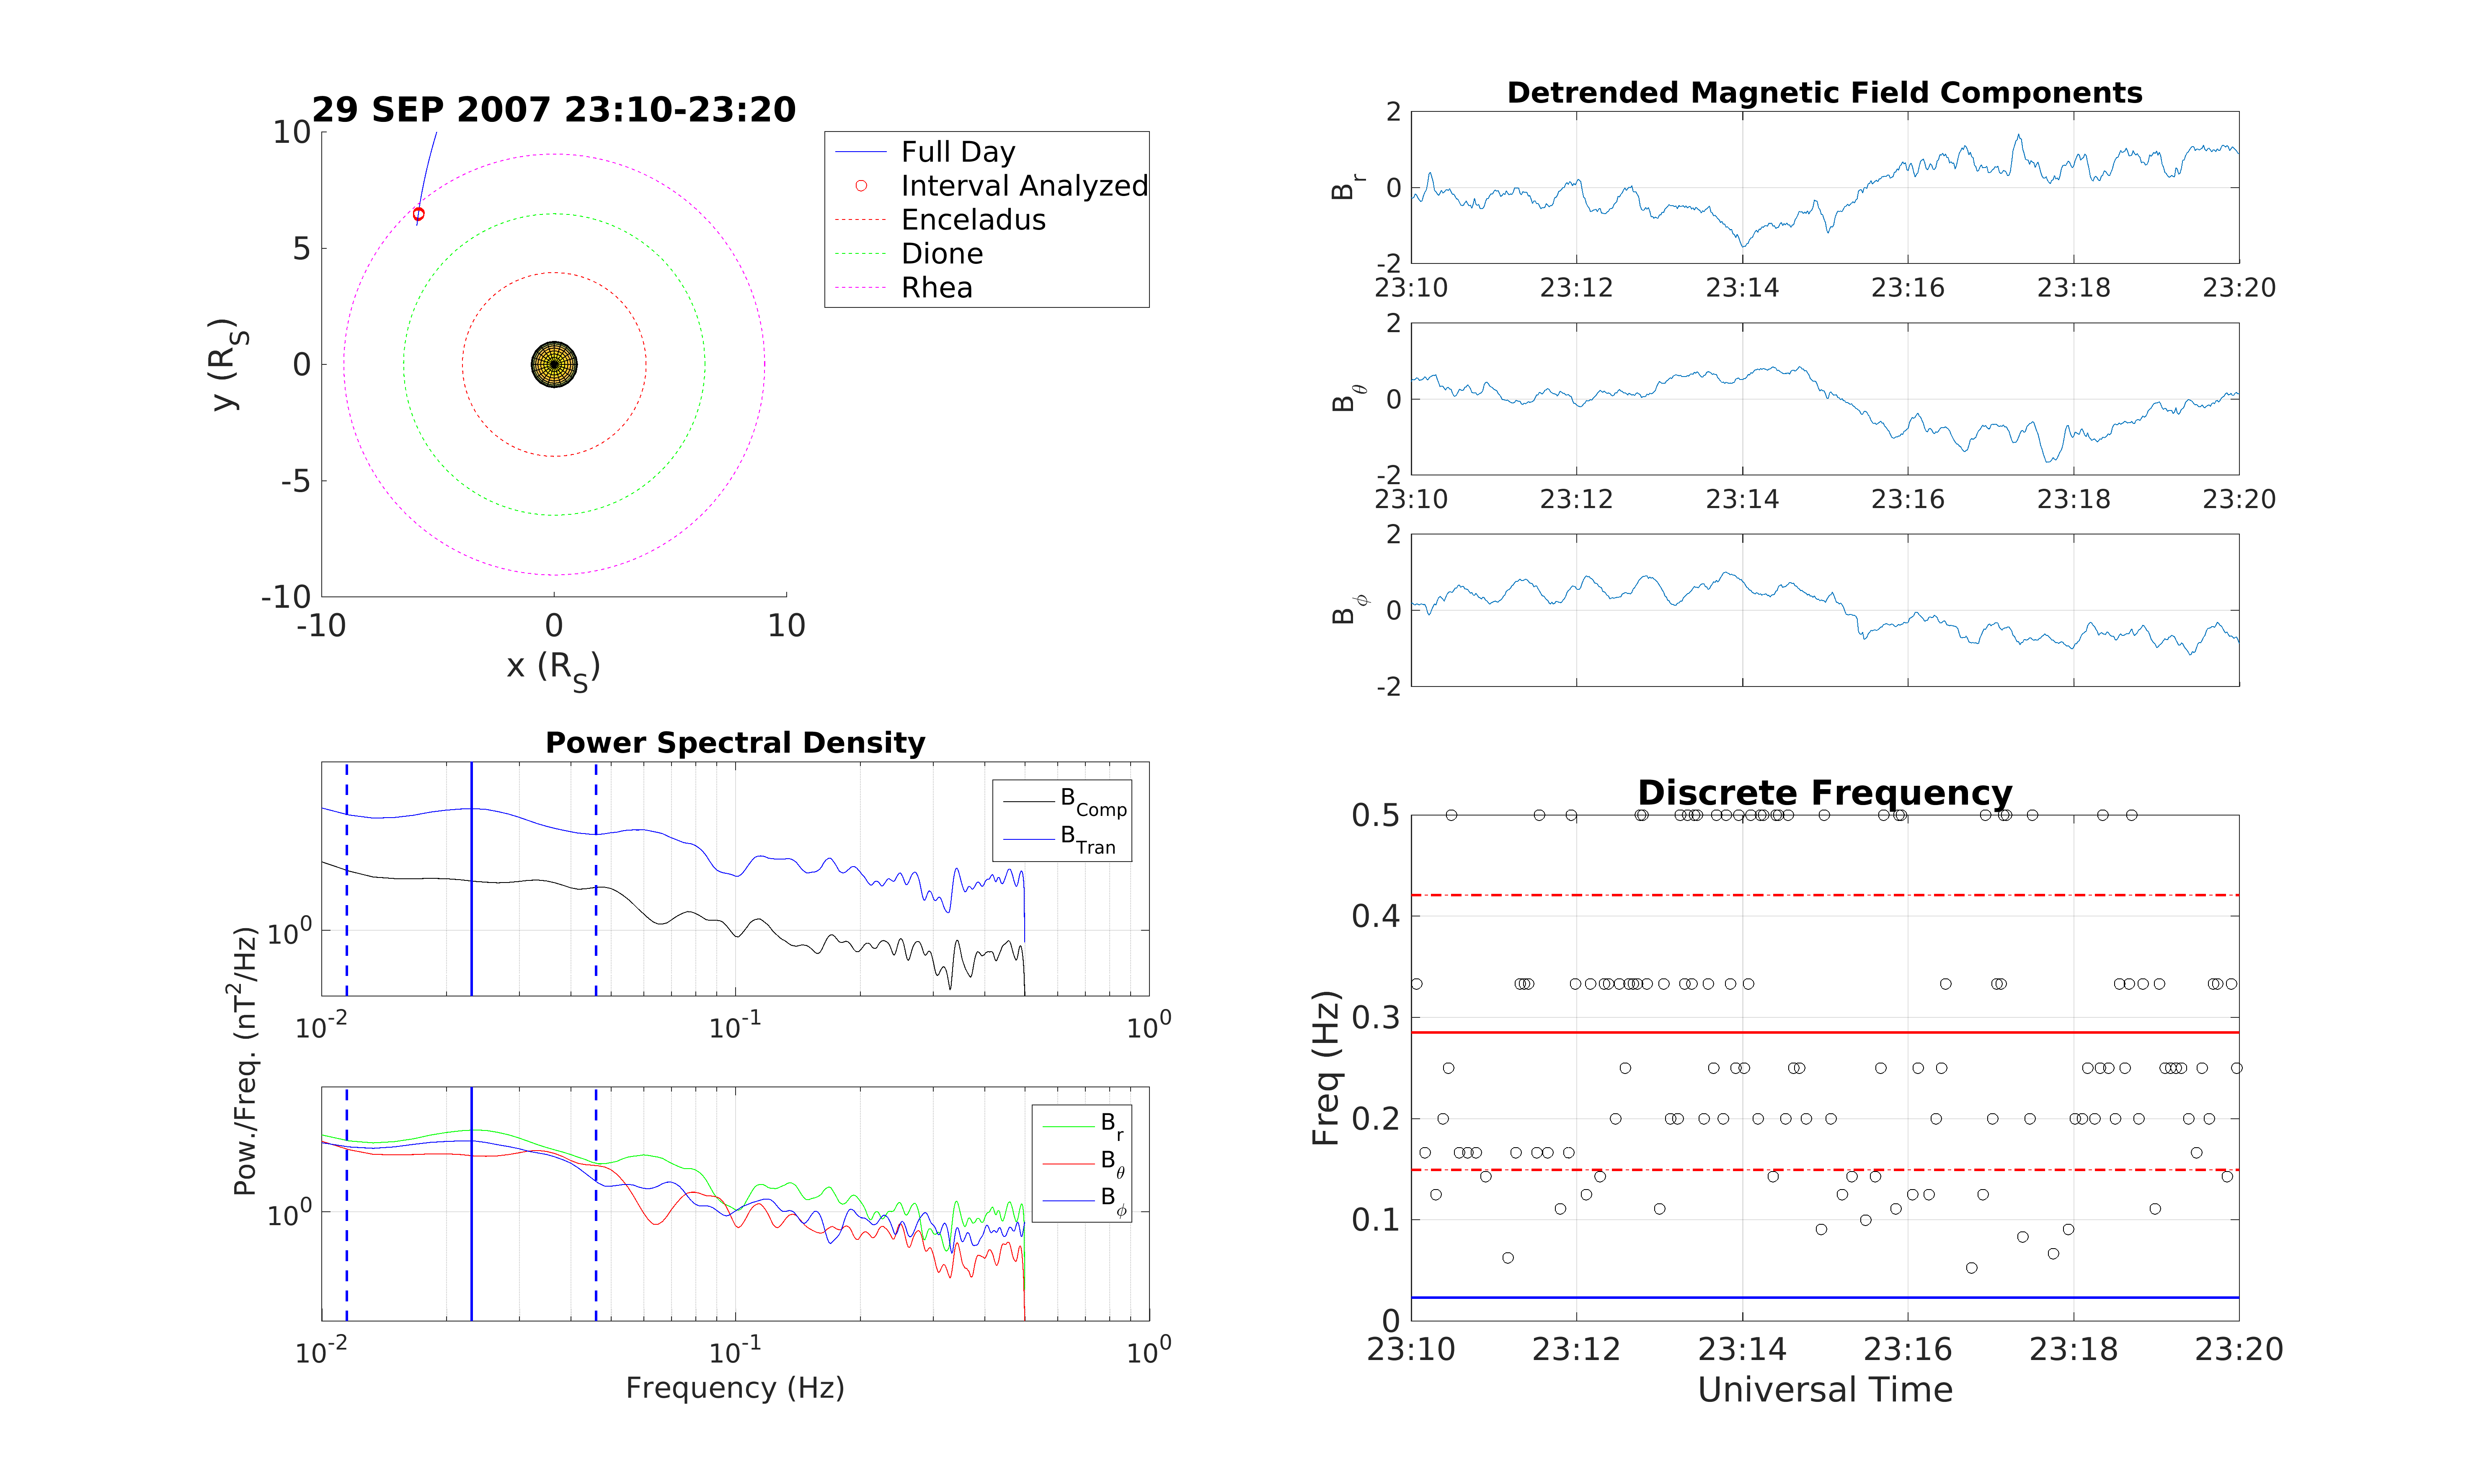 29 SEP 2007 23:10-23:20
10
5
0
-5
-10
-10
0
10
y (R_S)
x (R_S)
Full Day
Interval Analyzed
Enceladus
Dione
Rhea
Detrended Magnetic Field Components
2
0
-2
B_r
23:10 23:12 23:14 23:16 23:18 23:20
2
0
-2
B_θ
23:10 23:12 23:14 23:16 23:18 23:20
2
0
-2
B_ϕ
Power Spectral Density
B_Comp
B_Tran
10^0
10^-2 10^-1 10^0
Pow./Freq. (nT^2/Hz)
B_r
B_θ
B_ϕ
10^0
10^-2 10^-1 10^0
Frequency (Hz)
Discrete Frequency
0.5
0.4
0.3
0.2
0.1
0
Freq (Hz)
23:10 23:12 23:14 23:16 23:18 23:20
Universal Time